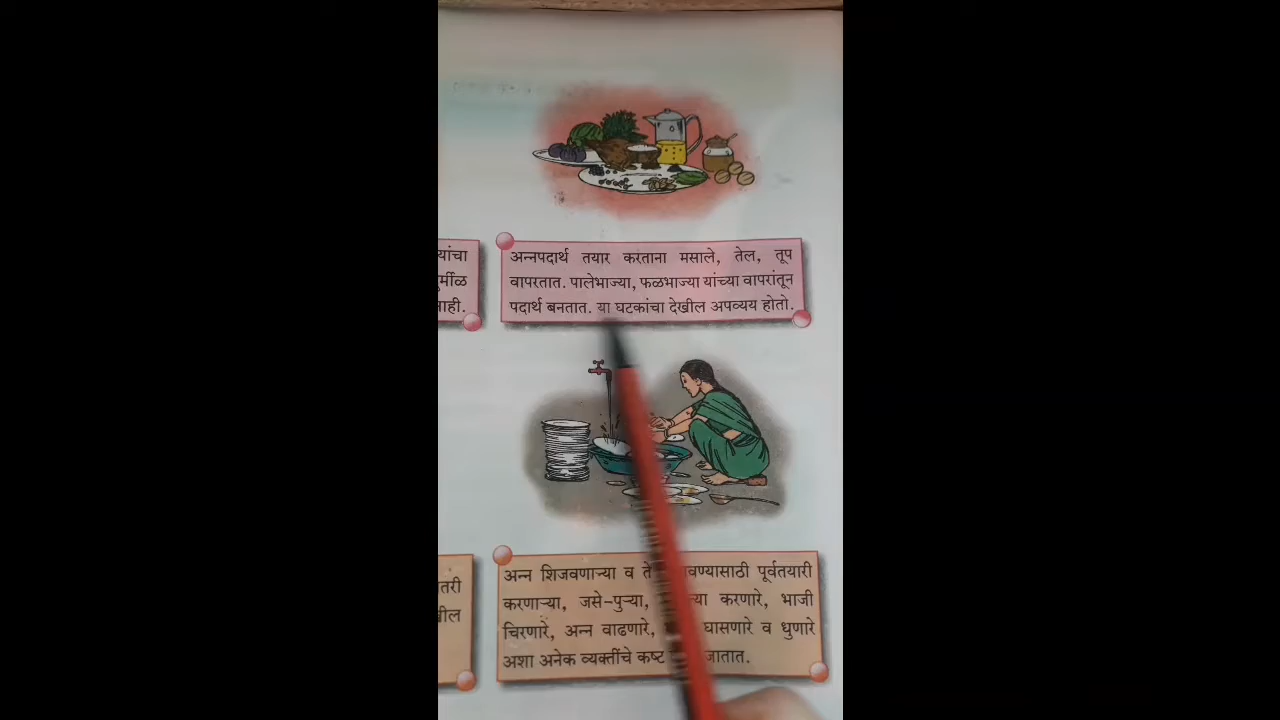 यांचा
र्मीळ
नाही.
अन्नपदार्थ तयार करताना मसाले, तेल, तूप
वापरतात. पालेभाज्या, फळभाज्या यांच्या वापरांतून
पदार्थ बनतात. या घटकांचा देखील अपव्यय होतो.
तरी
ील
अन्न शिजवणाऱ्या व ते पूर्वतयारी
करणाऱ्या, जसे-पुऱ्या, करणारे, भाजी
चिरणारे, अन्न वाढणारे, घासणारे व धुणारे
अशा अनेक व्यक्तींचे कष्ट जातात.